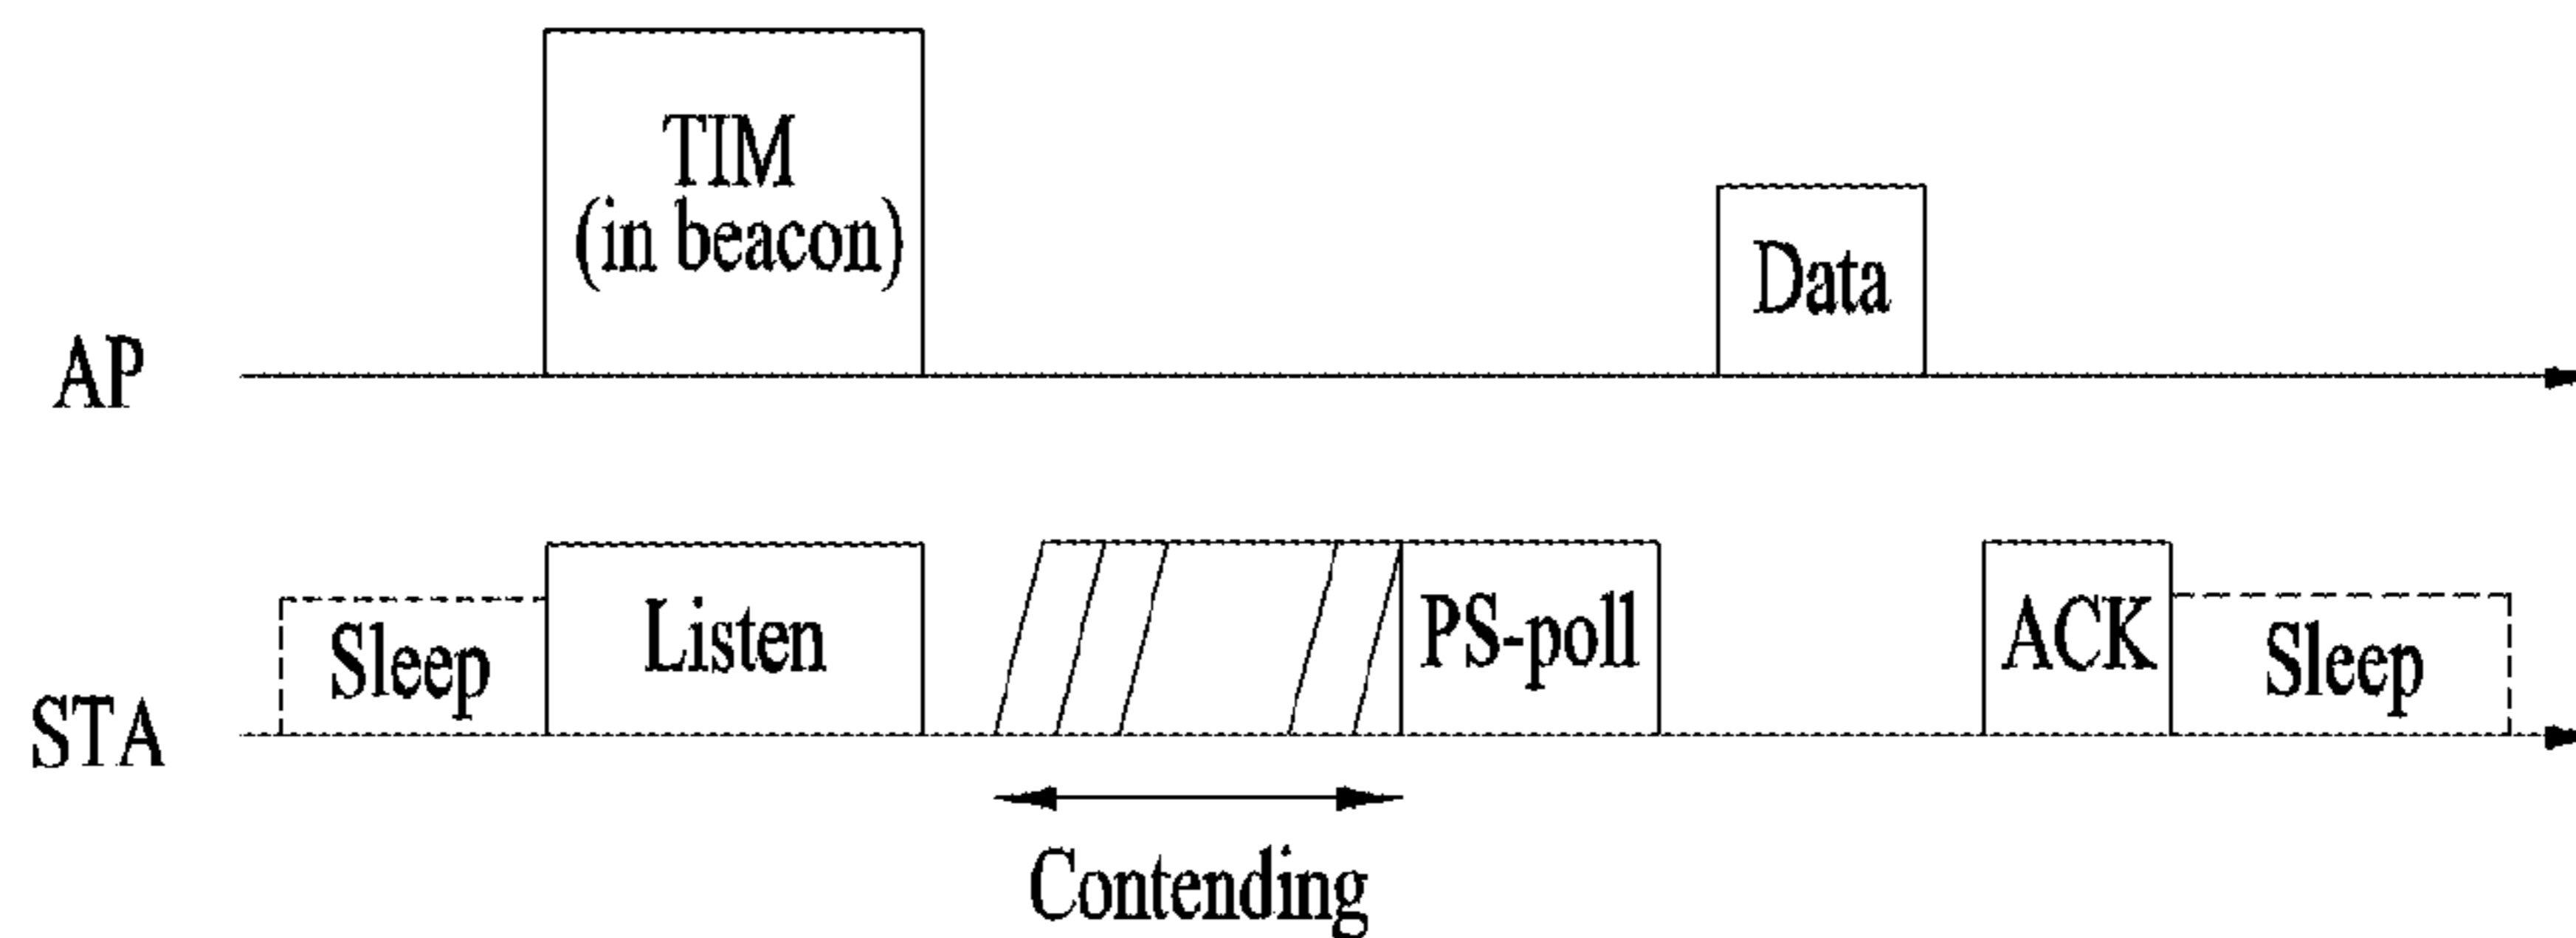 TIM
(in beacon)
Data
AP
Sleep
Listen
PS-poll
ACK
Sleep
STA
Contending